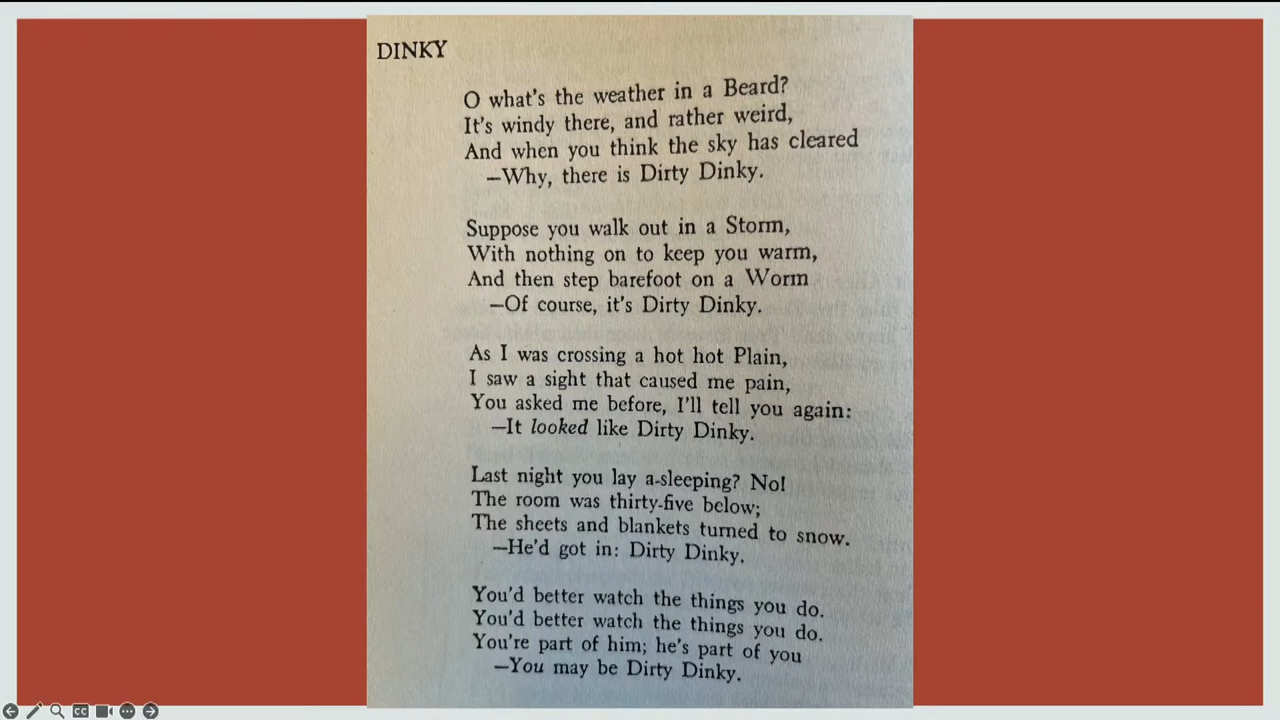 DINKY
O what's the weather in a Beard?
It's windy there, and rather weird,
And when you think the sky has cleared
—Why, there is Dirty Dinky.
Suppose you walk out in a Storm,
With nothing on to keep you warm,
And then step barefoot on a Worm
—Of course, it's Dirty Dinky.
As I was crossing a hot hot Plain,
I saw a sight that caused me pain,
You asked me before, I'll tell you again:
—It looked like Dirty Dinky.
Last night you lay a-sleeping? No!
The room was thirty-five below;
The sheets and blankets turned to snow.
—He'd got in: Dirty Dinky.
You'd better watch the things you do.
You'd better watch the things you do.
You're part of him; he's part of you
—You may be Dirty Dinky.
CC